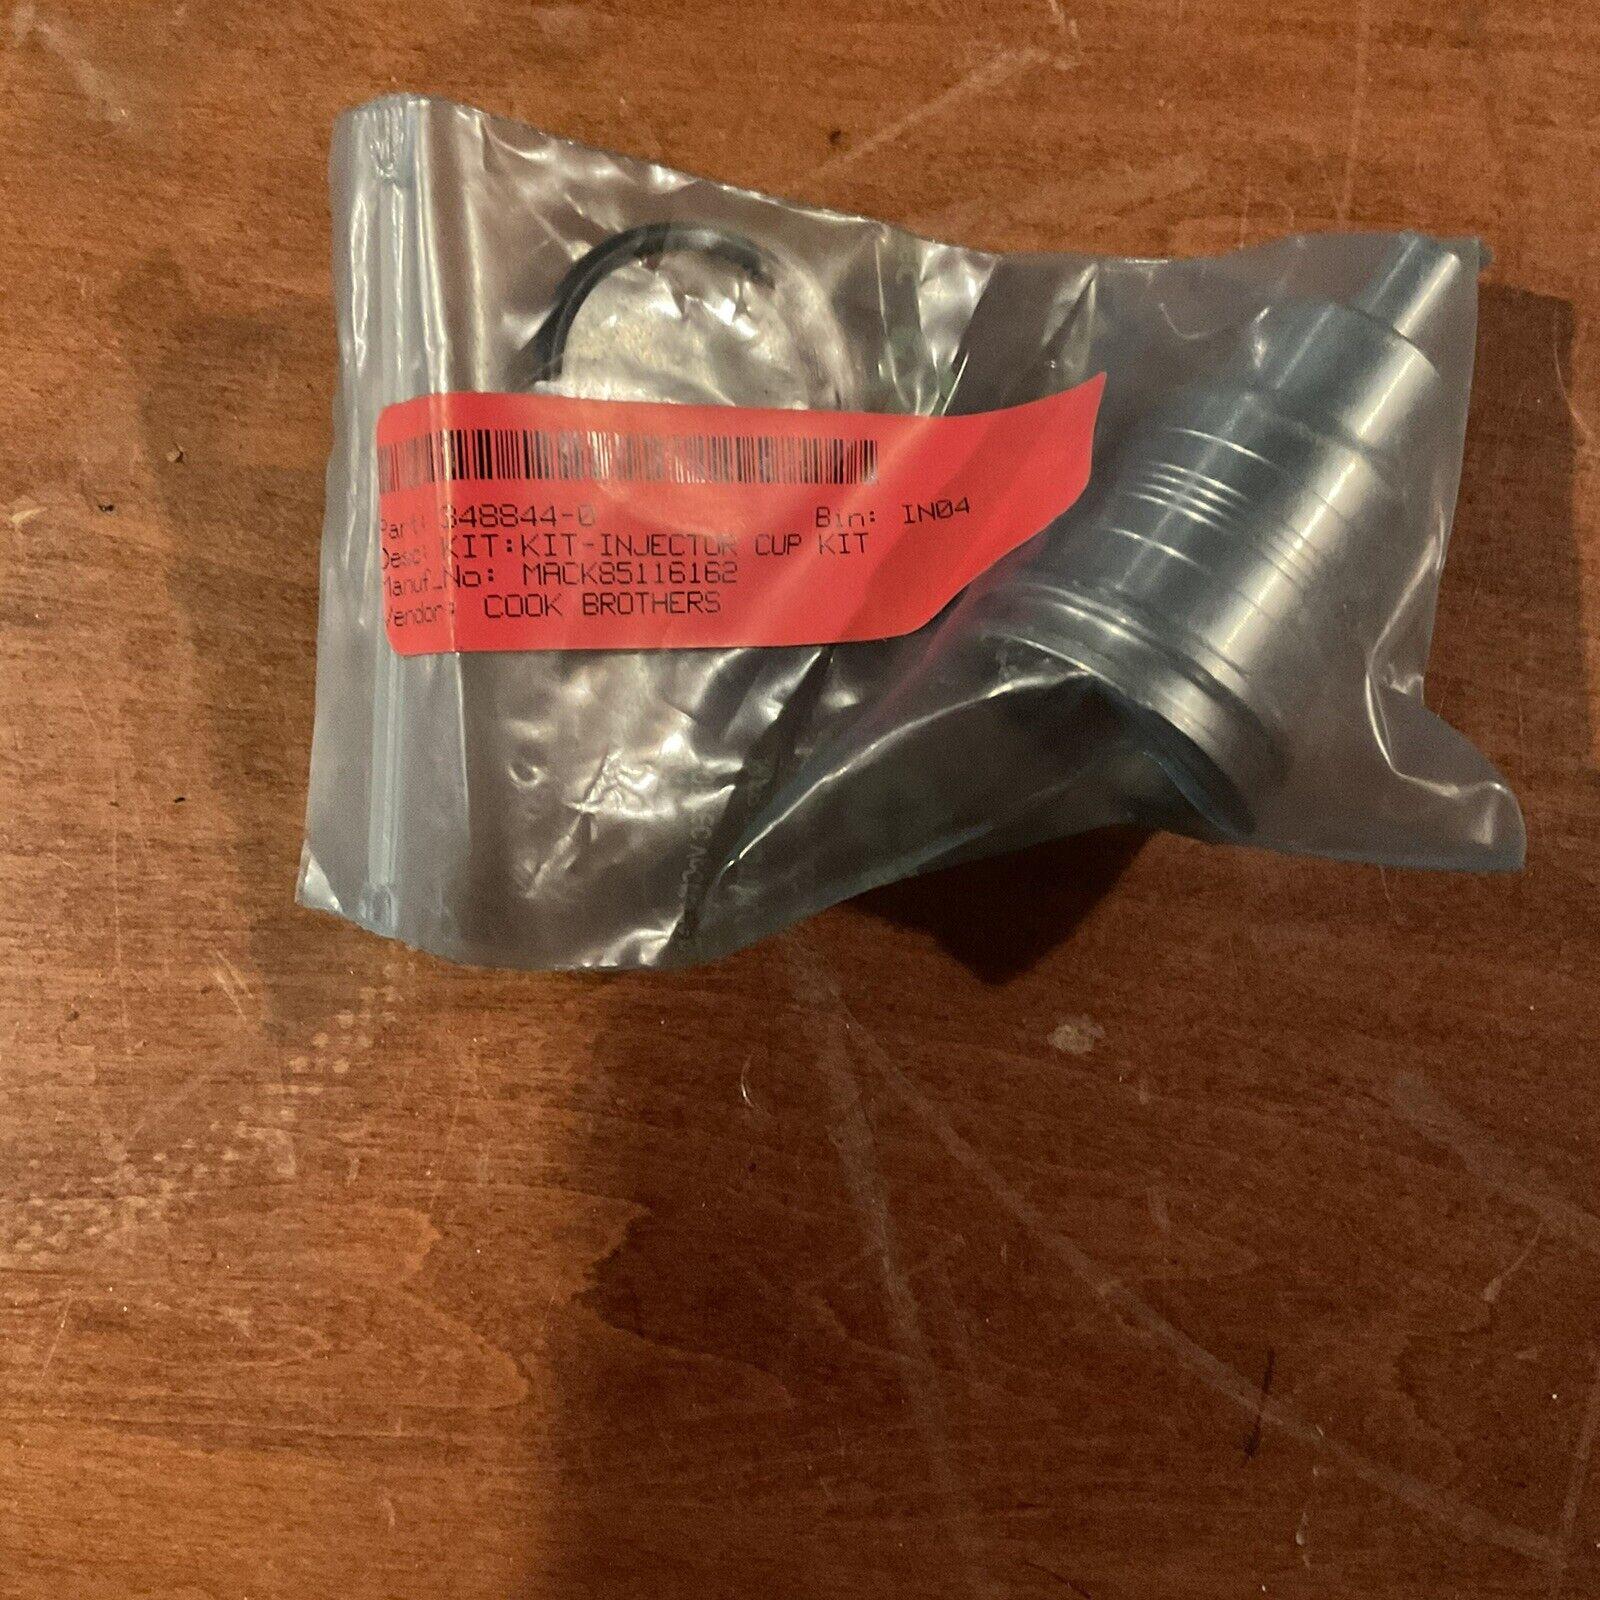 Part: 348844-0 Bin: IN04
Desc: KIT:KIT-INJECTOR CUP KIT
Manuf_No: MACK85116162
Vendor: COOK BROTHERS